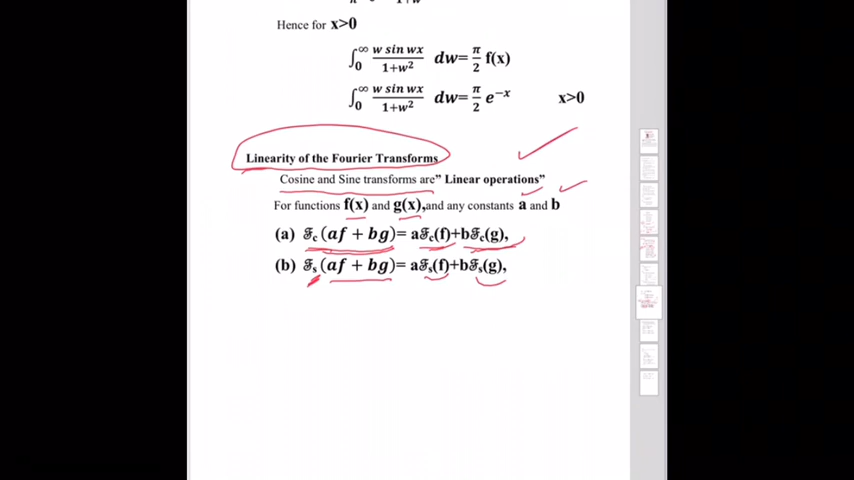 Hence for x>0
∫₀^∞ w sin wx / 1+w² dw= π/2 f(x)
∫₀^∞ w sin wx / 1+w² dw= π/2 e⁻ˣ x>0
Linearity of the Fourier Transforms
Cosine and Sine transforms are” Linear operations”
For functions f(x) and g(x),and any constants a and b
(a) 𝔉c (af + bg)= a𝔉c(f)+b𝔉c(g),
(b) 𝔉s (af + bg)= a𝔉s(f)+b𝔉s(g),